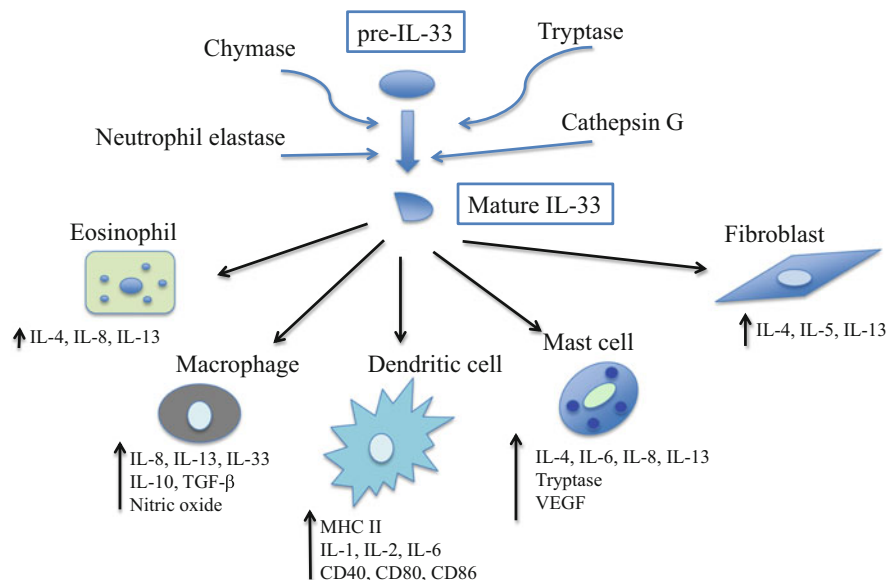 pre-IL-33
Chymase
Tryptase
Neutrophil elastase
Cathepsin G
Mature IL-33
Eosinophil
IL-4, IL-8, IL-13
Macrophage
IL-8, IL-13, IL-33
IL-10, TGF-β
Nitric oxide
Dendritic cell
MHC II
IL-1, IL-2, IL-6
CD40, CD80, CD86
Mast cell
IL-4, IL-6, IL-8, IL-13
Tryptase
VEGF
Fibroblast
IL-4, IL-5, IL-13